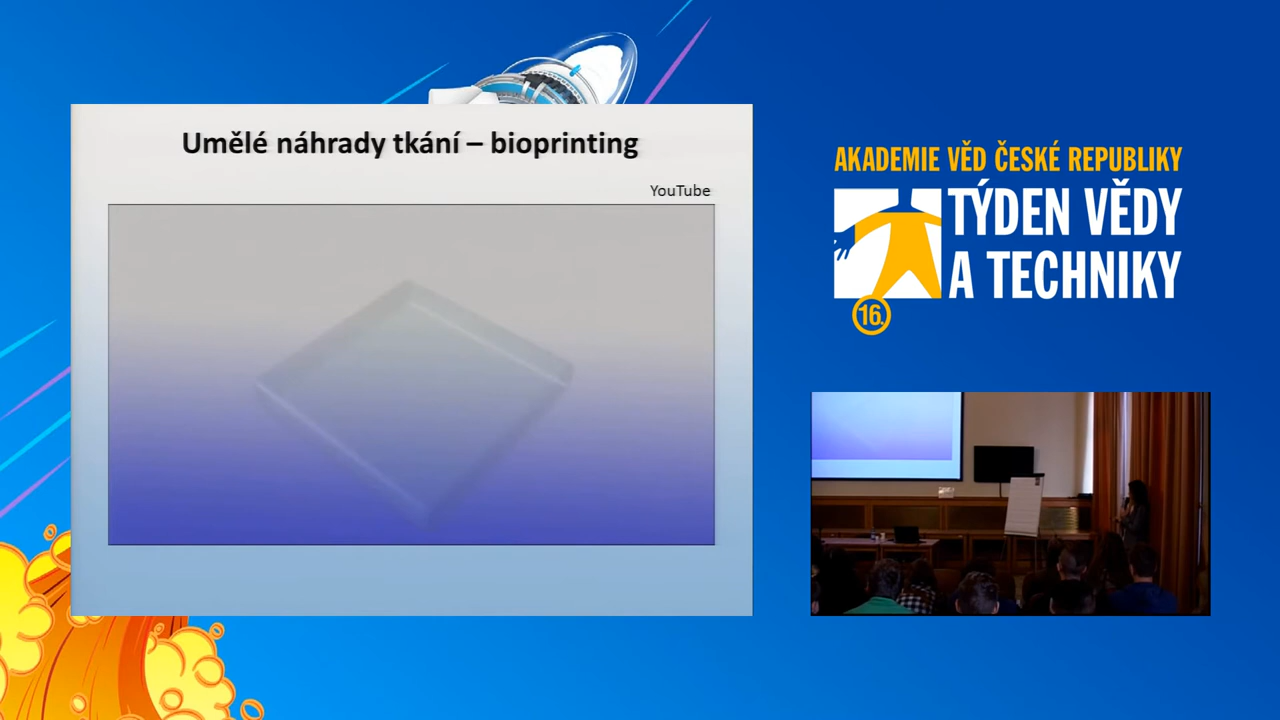 Umělé náhrady tkání – bioprinting
YouTube
AKADEMIE VĚD ČESKÉ REPUBLIKY
TÝDEN VĚDY
A TECHNIKY
16.